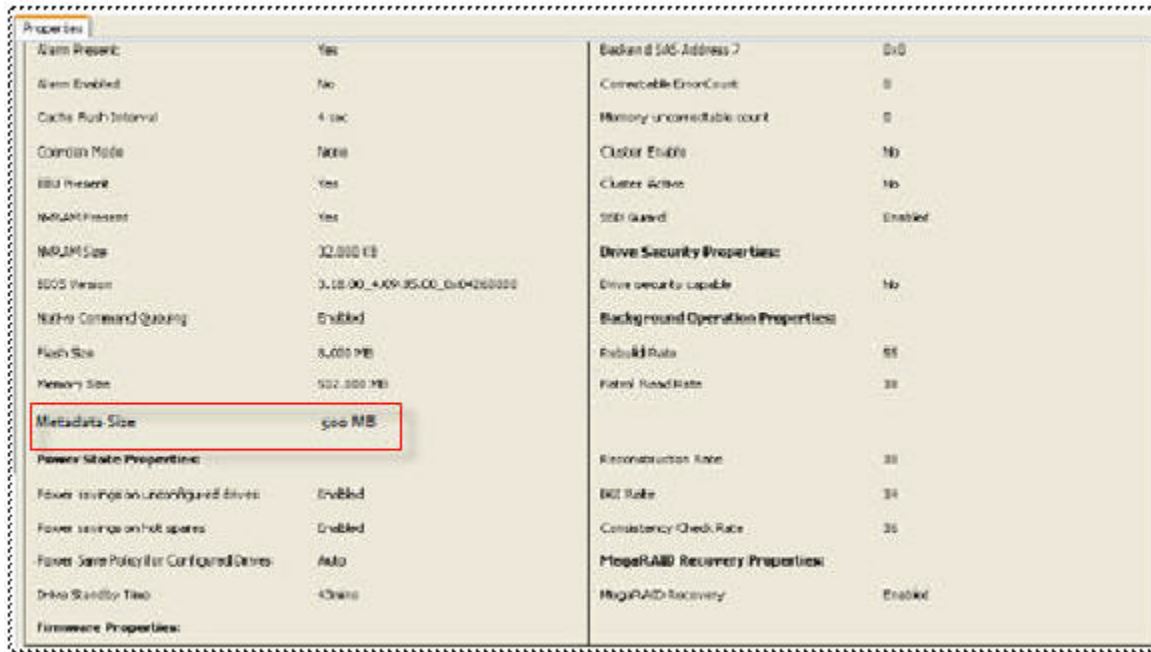 Properties
Alarm Present: Yes
Alarm Enabled No
Cache Flush Interval 4 sec
Coercion Mode None
BBU Present Yes
NVRAM Present Yes
NVRAM Size 32.000 KB
BIOS Version
Native Command Queuing Enabled
Flash Size 8.000 MB
Memory Size 512.000 MB
Metadata Size 500 MB
Power State Properties:
Power savings on unconfigured drives Enabled
Power savings on hot spares Enabled
Power Save Policy for Configured Drives Auto
Drive Standby Time
Firmware Properties:
Backend SAS Address 7 0x0
Correctable ErrorCount 0
Memory uncorrectable count 0
Cluster Enable No
Cluster Active No
SSD Guard Enabled
Drive Security Properties:
Drive security capable No
Background Operation Properties:
Rebuild Rate
Patrol Read Rate 30
Reconstruction Rate 30
BGI Rate
Consistency Check Rate
MegaRAID Recovery Properties:
MegaRAID Recovery Enabled